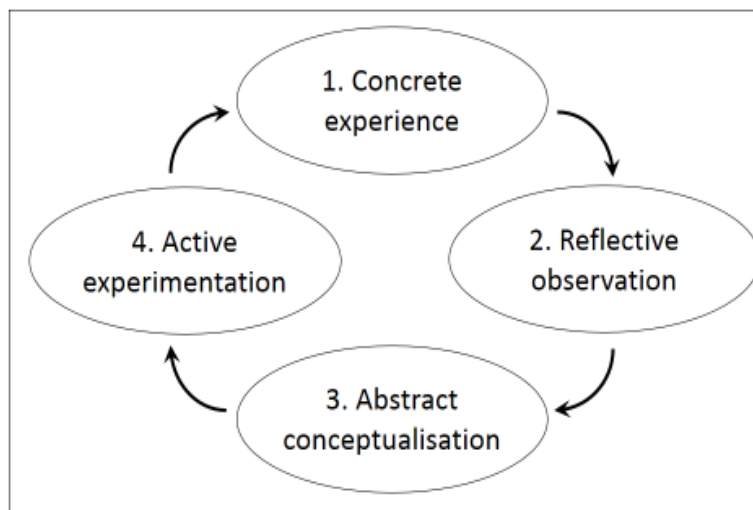 1. Concrete
experience
2. Reflective
observation
3. Abstract
conceptualisation
4. Active
experimentation